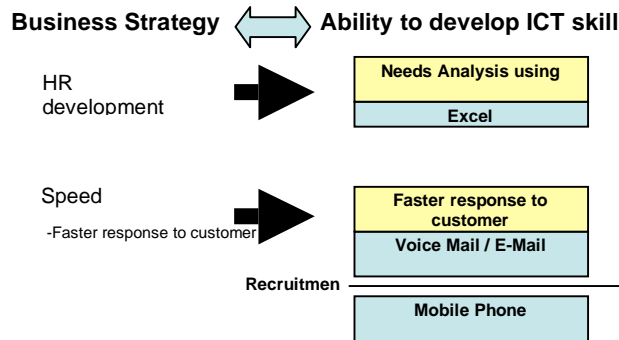 Business Strategy Ability to develop ICT skill
HR
development
Needs Analysis using
Excel
Speed
-Faster response to customer
Faster response to
customer
Voice Mail / E-Mail
Recruitmen
Mobile Phone